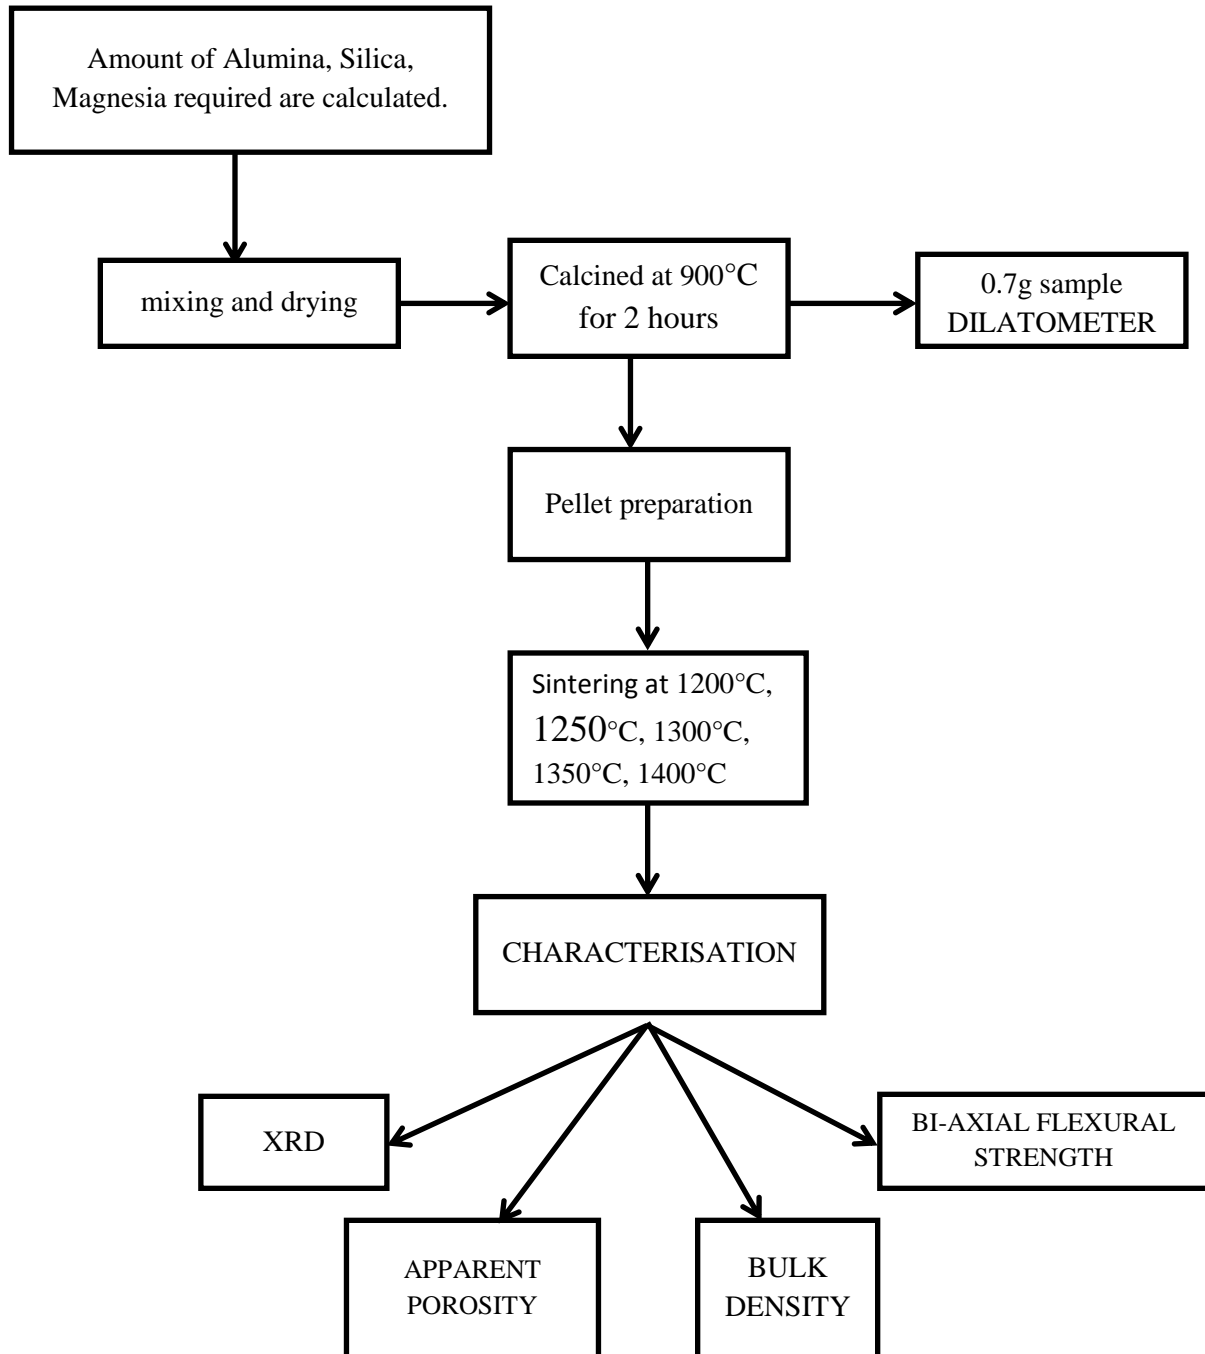 Amount of Alumina, Silica,
Magnesia required are calculated.
mixing and drying
Calcined at 900°C
for 2 hours
0.7g sample
DILATOMETER
Pellet preparation
Sintering at 1200°C,
1250°C, 1300°C,
1350°C, 1400°C
CHARACTERISATION
XRD
BI-AXIAL FLEXURAL
STRENGTH
APPARENT
POROSITY
BULK
DENSITY